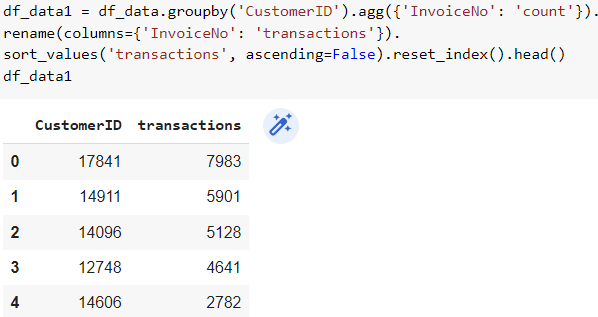 df_data1 = df_data.groupby('CustomerID').agg({'InvoiceNo': 'count'}).
rename(columns={'InvoiceNo': 'transactions'}).
sort_values('transactions', ascending=False).reset_index().head()
df_data1
CustomerID transactions
0 17841 7983
1 14911 5901
2 14096 5128
3 12748 4641
4 14606 2782